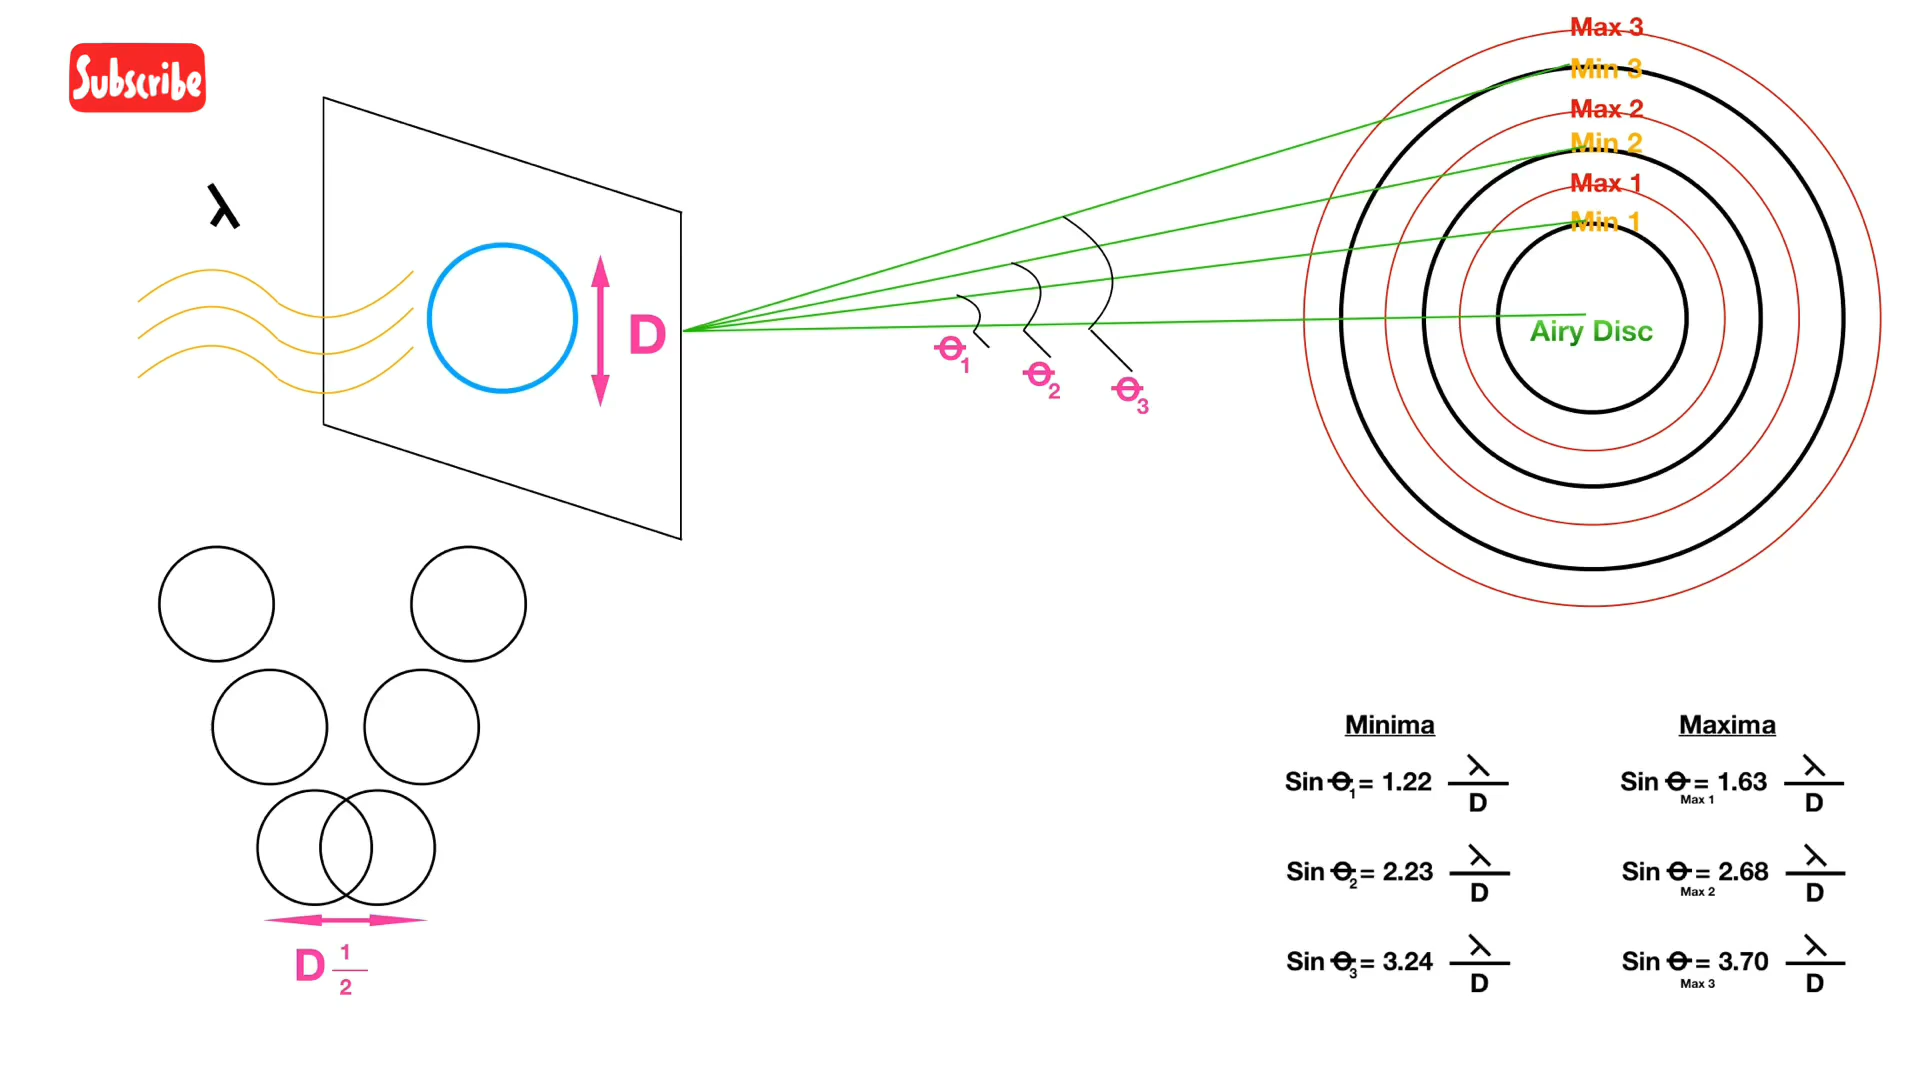 Subscribe
λ
D
Max 3
Min 3
Max 2
Min 2
Max 1
Min 1
Airy Disc
ϴ1
ϴ2
ϴ3
D 1/2
Minima
Sin ϴ1 = 1.22 λ/D
Sin ϴ2 = 2.23 λ/D
Sin ϴ3 = 3.24 λ/D
Maxima
Sin ϴ Max 1 = 1.63 λ/D
Sin ϴ Max 2 = 2.68 λ/D
Sin ϴ Max 3 = 3.70 λ/D